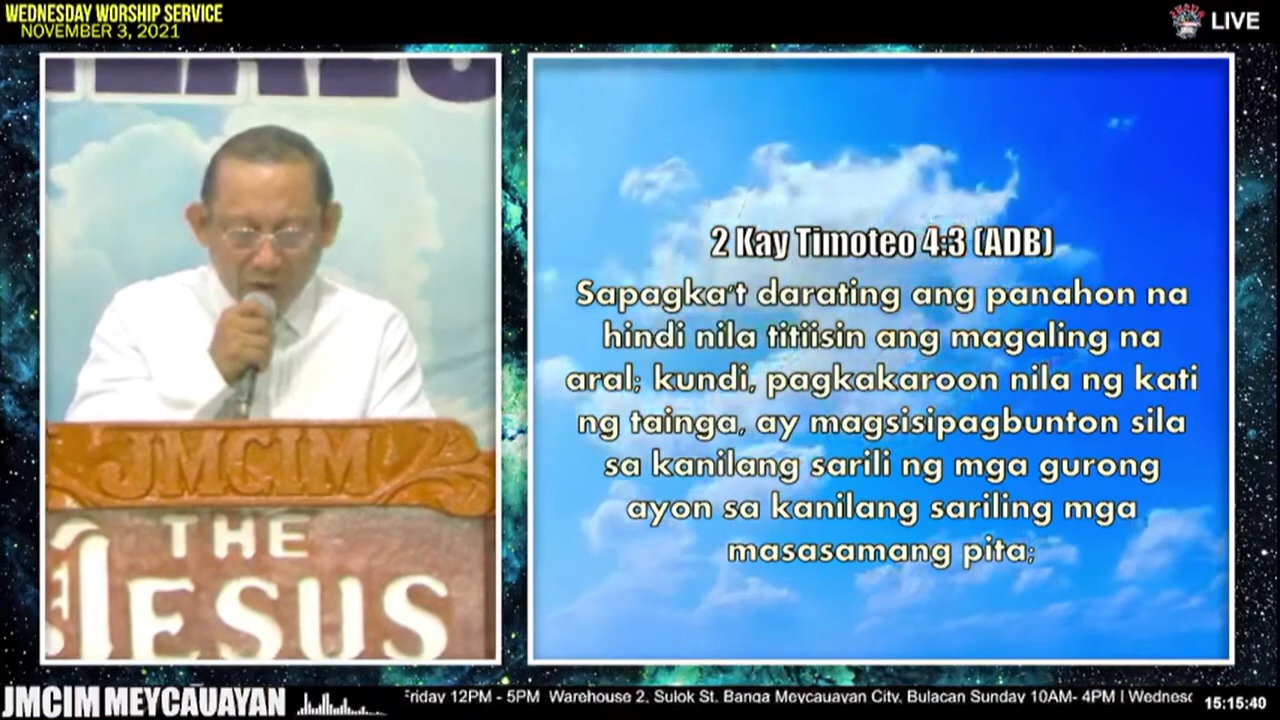 WEDNESDAY WORSHIP SERVICE
NOVEMBER 3, 2021
LIVE
2 Kay Timoteo 4:3 (ADB)
Sapagka't darating ang panahon na
hindi nila titiisin ang magaling na
aral; kundi, pagkakaroon nila ng kati
ng tainga, ay magsisipagbunton sila
sa kanilang sarili ng mga gurong
ayon sa kanilang sariling mga
masasamang pita;
JMCIM
THE
JESUS
JMCIM MEYCAUAYAN
Friday 12PM - 5PM Warehouse 2, Sulok St. Banga Meycauayan City, Bulacan Sunday 10AM- 4PM | Wednesc
15:15:40